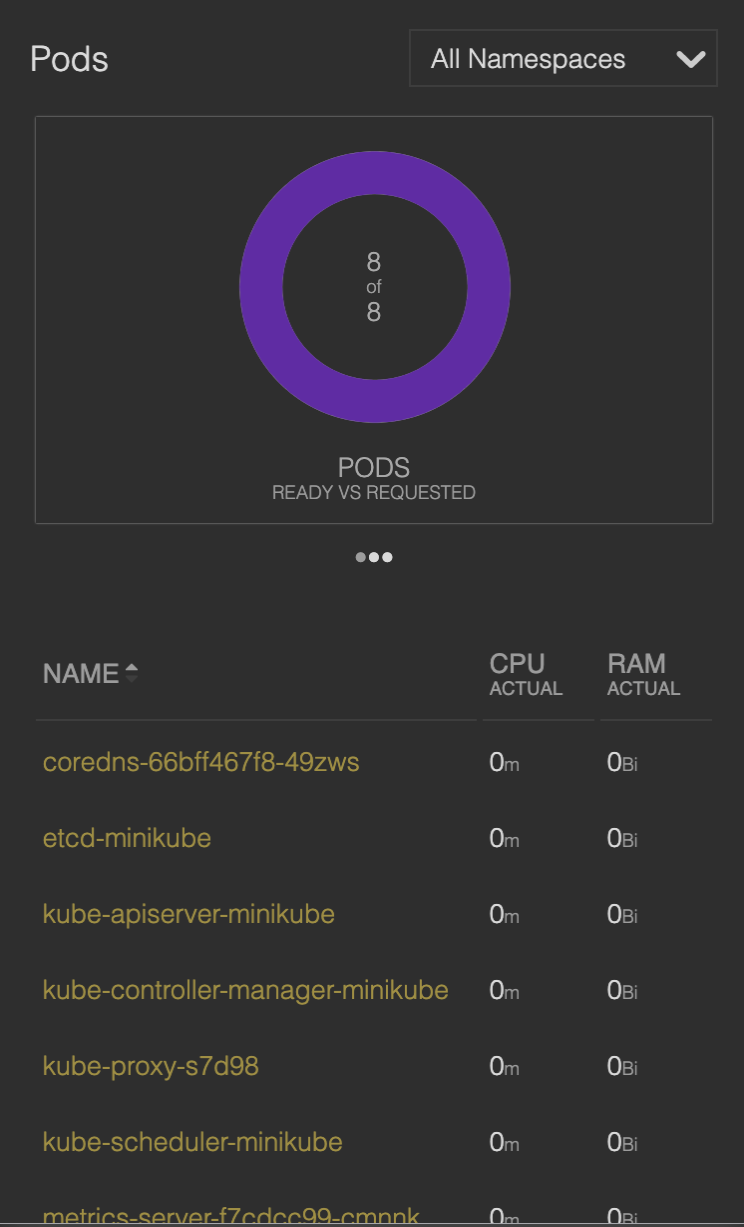 Pods
All Namespaces
8
of
8
PODS
READY VS REQUESTED
NAME CPU RAM
ACTUAL ACTUAL
coredns-66bff467f8-49zws 0m 0Bi
etcd-minikube 0m 0Bi
kube-apiserver-minikube 0m 0Bi
kube-controller-manager-minikube 0m 0Bi
kube-proxy-s7d98 0m 0Bi
kube-scheduler-minikube 0m 0Bi
metrics-server-f7cdcc99-cmnnk 0m 0Bi